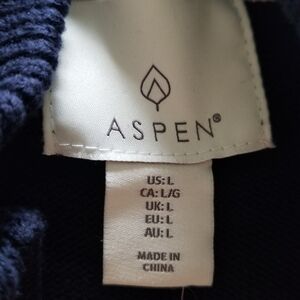 ASPEN®
US: L
CA: L/G
UK: L
EU: L
AU: L
MADE IN
CHINA